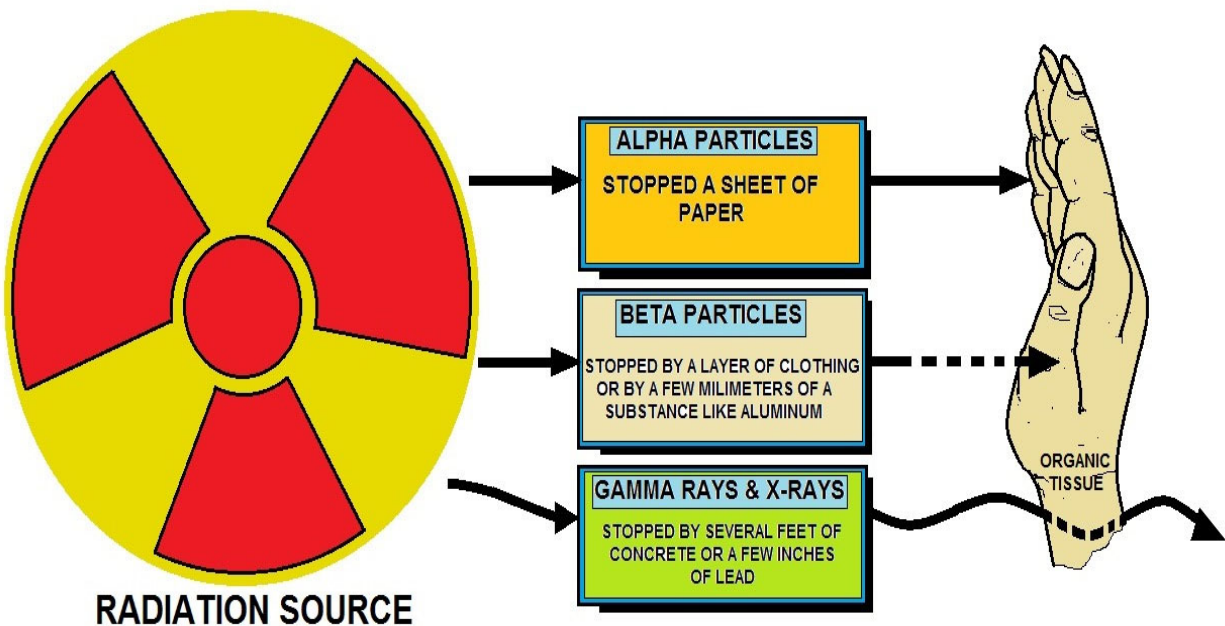 ALPHA PARTICLES
STOPPED A SHEET OF
PAPER
BETA PARTICLES
STOPPED BY A LAYER OF CLOTHING
OR BY A FEW MILIMETERS OF A
SUBSTANCE LIKE ALUMINUM
GAMMA RAYS & X-RAYS
STOPPED BY SEVERAL FEET OF
CONCRETE OR A FEW INCHES
OF LEAD
ORGANIC
TISSUE
RADIATION SOURCE